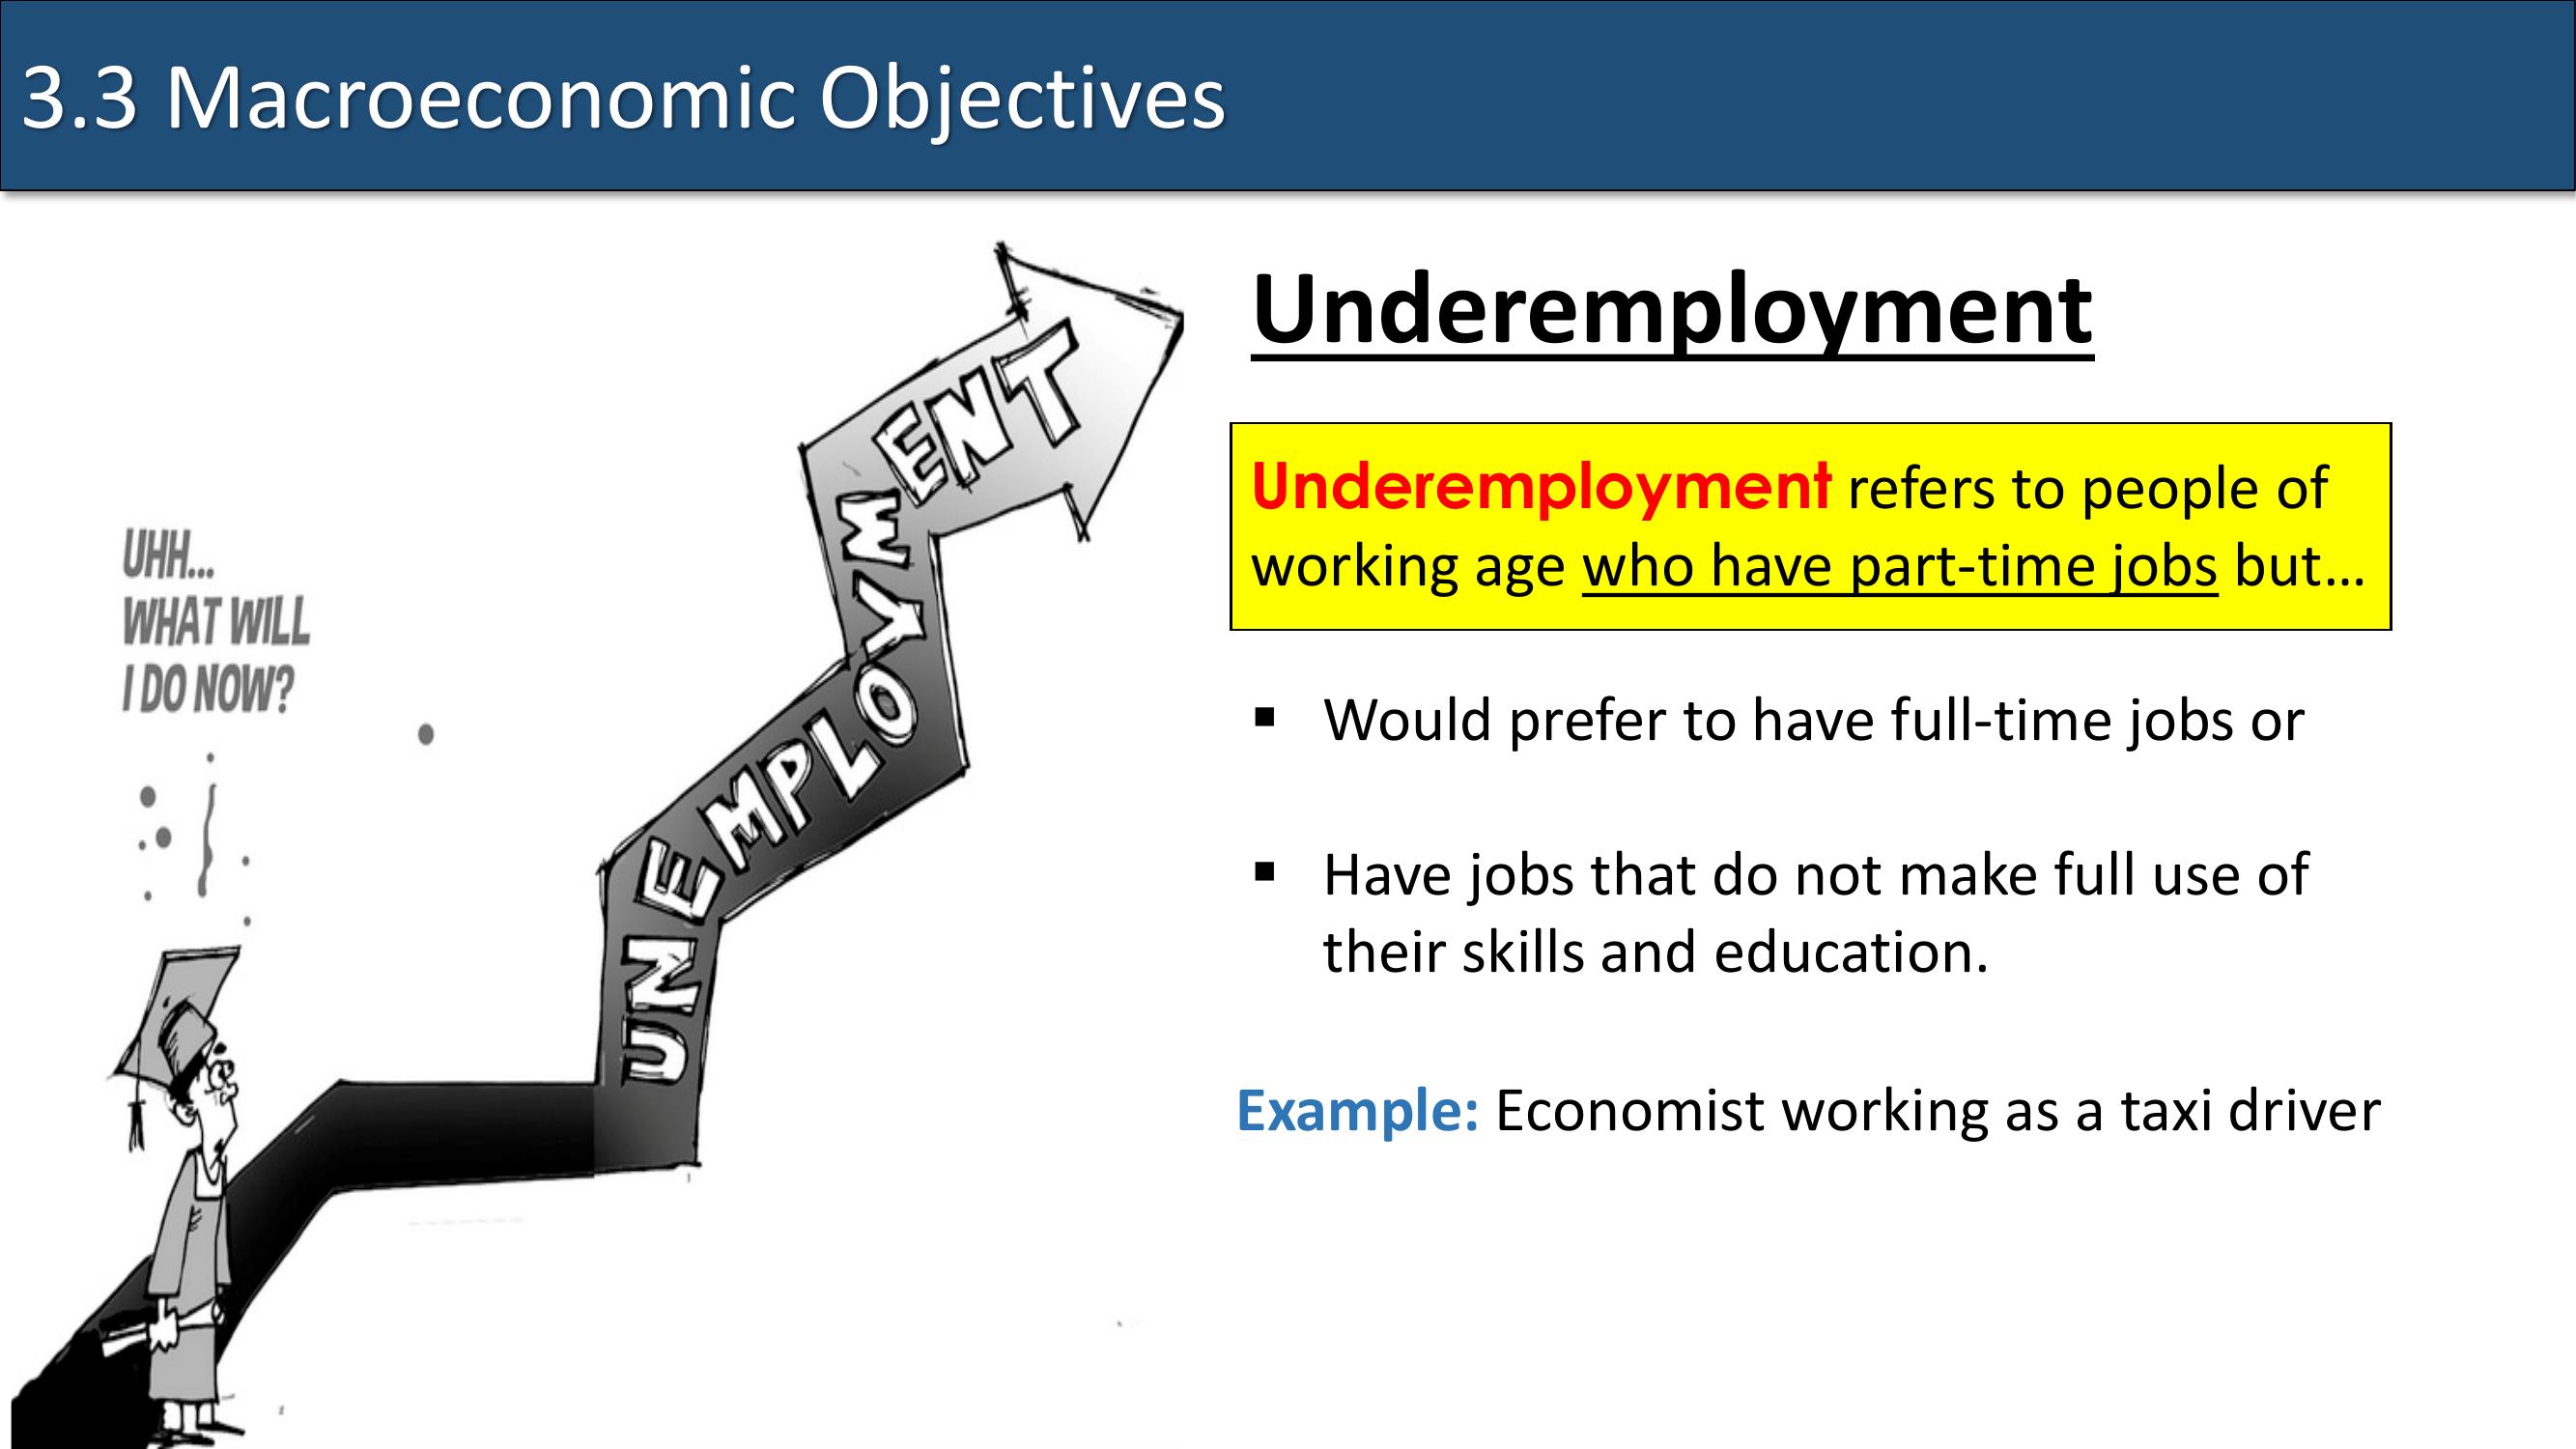 3.3 Macroeconomic Objectives
UHH...
WHAT WILL
I DO NOW?
UNEMPLOYMENT
Underemployment
Underemployment refers to people of
working age who have part-time jobs but…
▪ Would prefer to have full-time jobs or
▪ Have jobs that do not make full use of
their skills and education.
Example: Economist working as a taxi driver